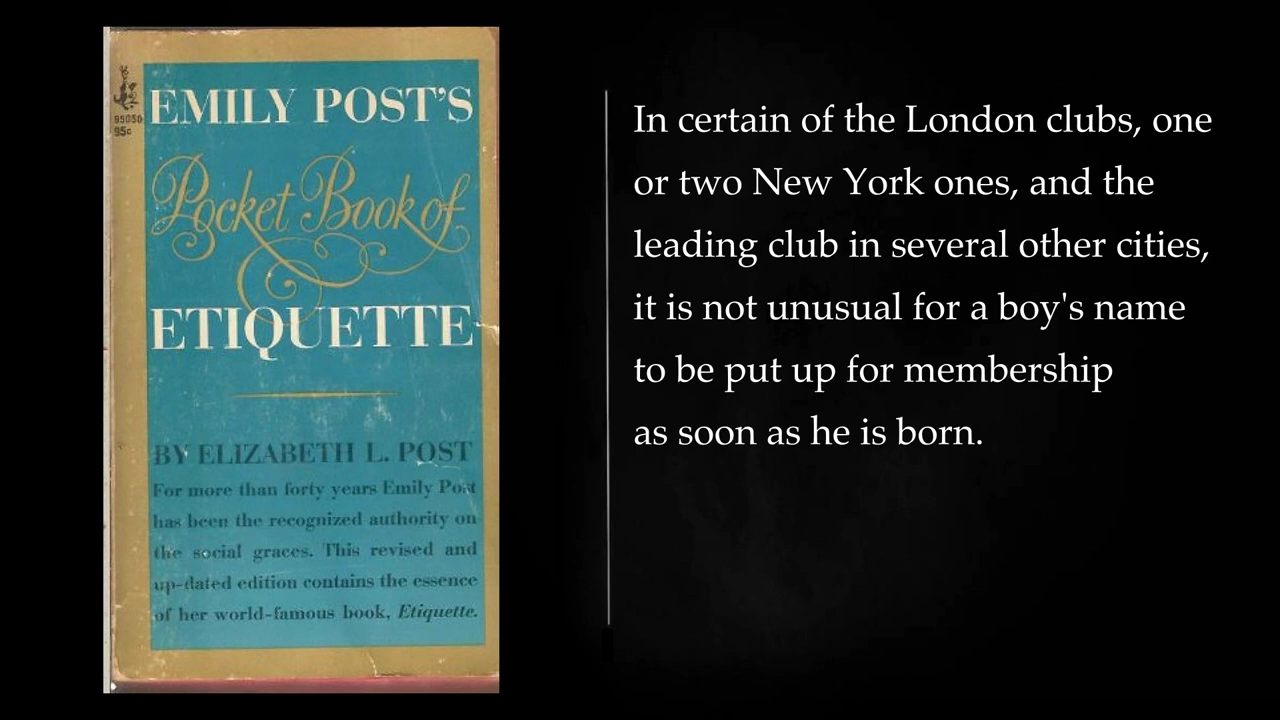 EMILY POST'S
Pocket Book of
ETIQUETTE
95050
95c
BY ELIZABETH L. POST
For more than forty years Emily Post
has been the recognized authority on
the social graces. This revised and
up-dated edition contains the essence
of her world-famous book, Etiquette.
In certain of the London clubs, one
or two New York ones, and the
leading club in several other cities,
it is not unusual for a boy's name
to be put up for membership
as soon as he is born.